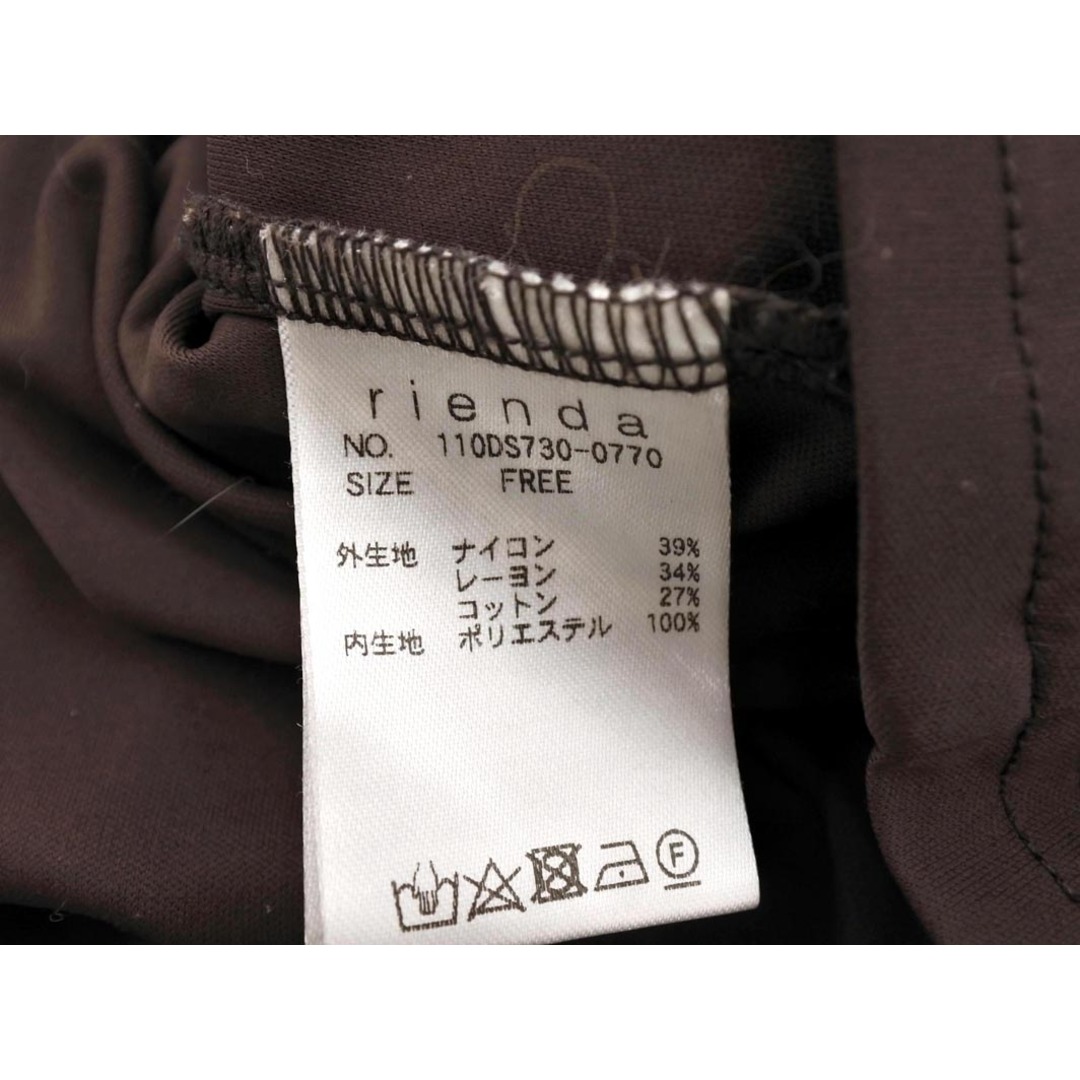 rienda
NO. 110DS730-0770
SIZE FREE
外生地 ナイロン 39%
レーヨン 34%
コットン 27%
内生地 ポリエステル 100%
F